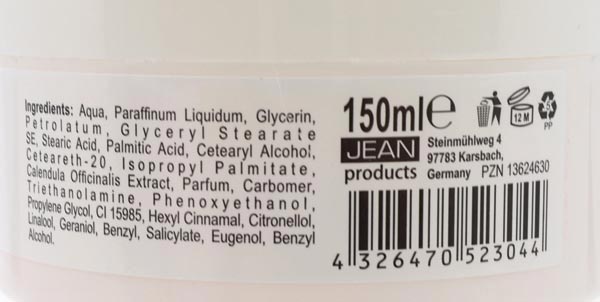 Ingredients: Aqua, Paraffinum Liquidum, Glycerin,
Petrolatum, Glyceryl Stearate
SE, Stearic Acid, Palmitic Acid, Cetearyl Alcohol,
Ceteareth-20, Isopropyl Palmitate,
Calendula Officinalis Extract, Parfum, Carbomer,
Triethanolamine, Phenoxyethanol,
Propylene Glycol, CI 15985, Hexyl Cinnamal, Citronellol,
Linalool, Geraniol, Benzyl, Salicylate, Eugenol, Benzyl
Alcohol.
150ml℮
12 M
5
PP
JEAN
products
Steinmühlweg 4
97783 Karsbach,
Germany PZN 13624630
4 326470 523044